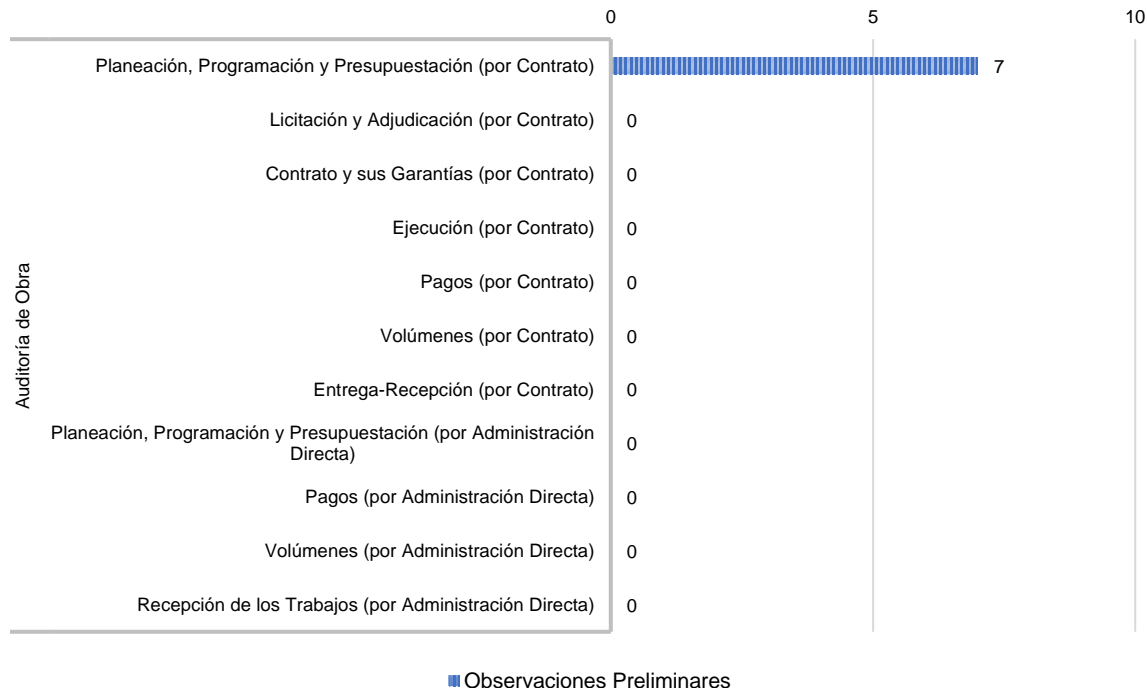 0 5 10
Auditoría de Obra
Planeación, Programación y Presupuestación (por Contrato) 7
Licitación y Adjudicación (por Contrato) 0
Contrato y sus Garantías (por Contrato) 0
Ejecución (por Contrato) 0
Pagos (por Contrato) 0
Volúmenes (por Contrato) 0
Entrega-Recepción (por Contrato) 0
Planeación, Programación y Presupuestación (por Administración
Directa) 0
Pagos (por Administración Directa) 0
Volúmenes (por Administración Directa) 0
Recepción de los Trabajos (por Administración Directa) 0
Observaciones Preliminares